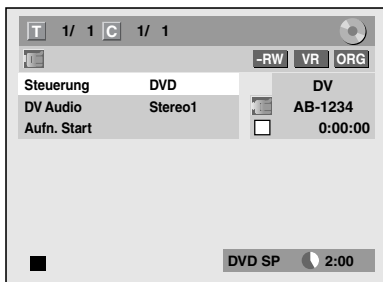 T 1/ 1 C 1/ 1
-RW VR ORG
Steuerung DVD DV
DV Audio Stereo1 AB-1234
Aufn. Start 0:00:00
DVD SP 2:00